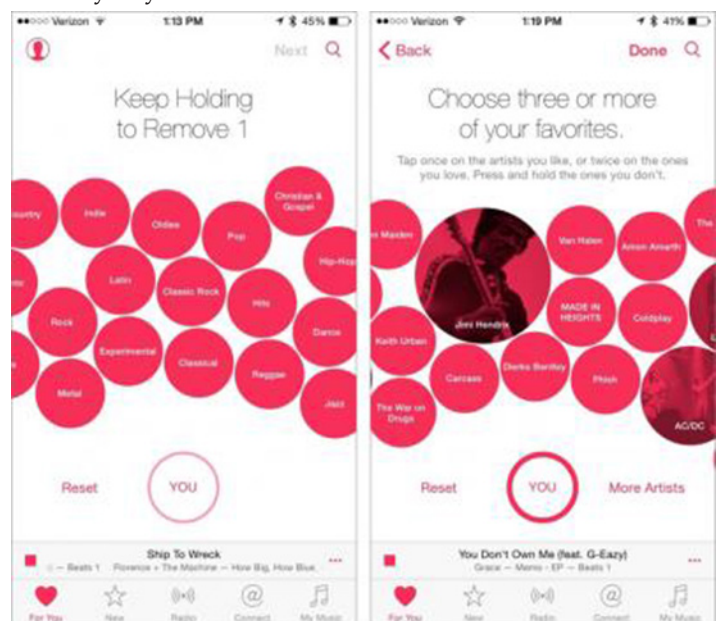 Verizon 1:13 PM 45%
Next
Keep Holding
to Remove 1
Christian &
Gospel
Indie
Oldies
Pop
Hip-Hop
Latin
Classic Rock
Hits
Rock
Dance
Experimental
Classical
Reggae
Metal
Jazz
Reset YOU
Ship To Wreck
Beats 1 Florence + The Machine — How Big, How Blue,
For You New Radio Connect My Music
Verizon 1:19 PM 41%
Back Done
Choose three or more
of your favorites.
Tap once on the artists you like, or twice on the ones
you love. Press and hold the ones you don't.
The
Maiden
Van Halen
Amon Amarth
Jimi Hendrix
MADE IN
HEIGHTS
Coldplay
Keith Urban
Carcass
Dierks Bentley
Phish
The War on
Drugs
AC/DC
Reset YOU More Artists
You Don't Own Me (feat. G-Eazy)
Grace — Memo - EP — Beats 1
For You New Radio Connect My Music